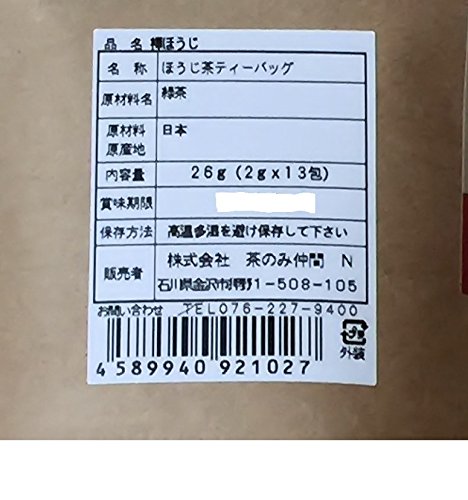 品 名 棒ほうじ
名 称 ほうじ茶ティーバッグ
原材料名 緑茶
原材料原産地 日本
内容量 26g (2g×13包)
賞味期限
保存方法 高温多湿を避け保存して下さい
販売者 株式会社 茶のみ仲間 N
石川県金沢市 1-508-105
お問い合わせ TEL076-227-9400
外装
4 589940 921027